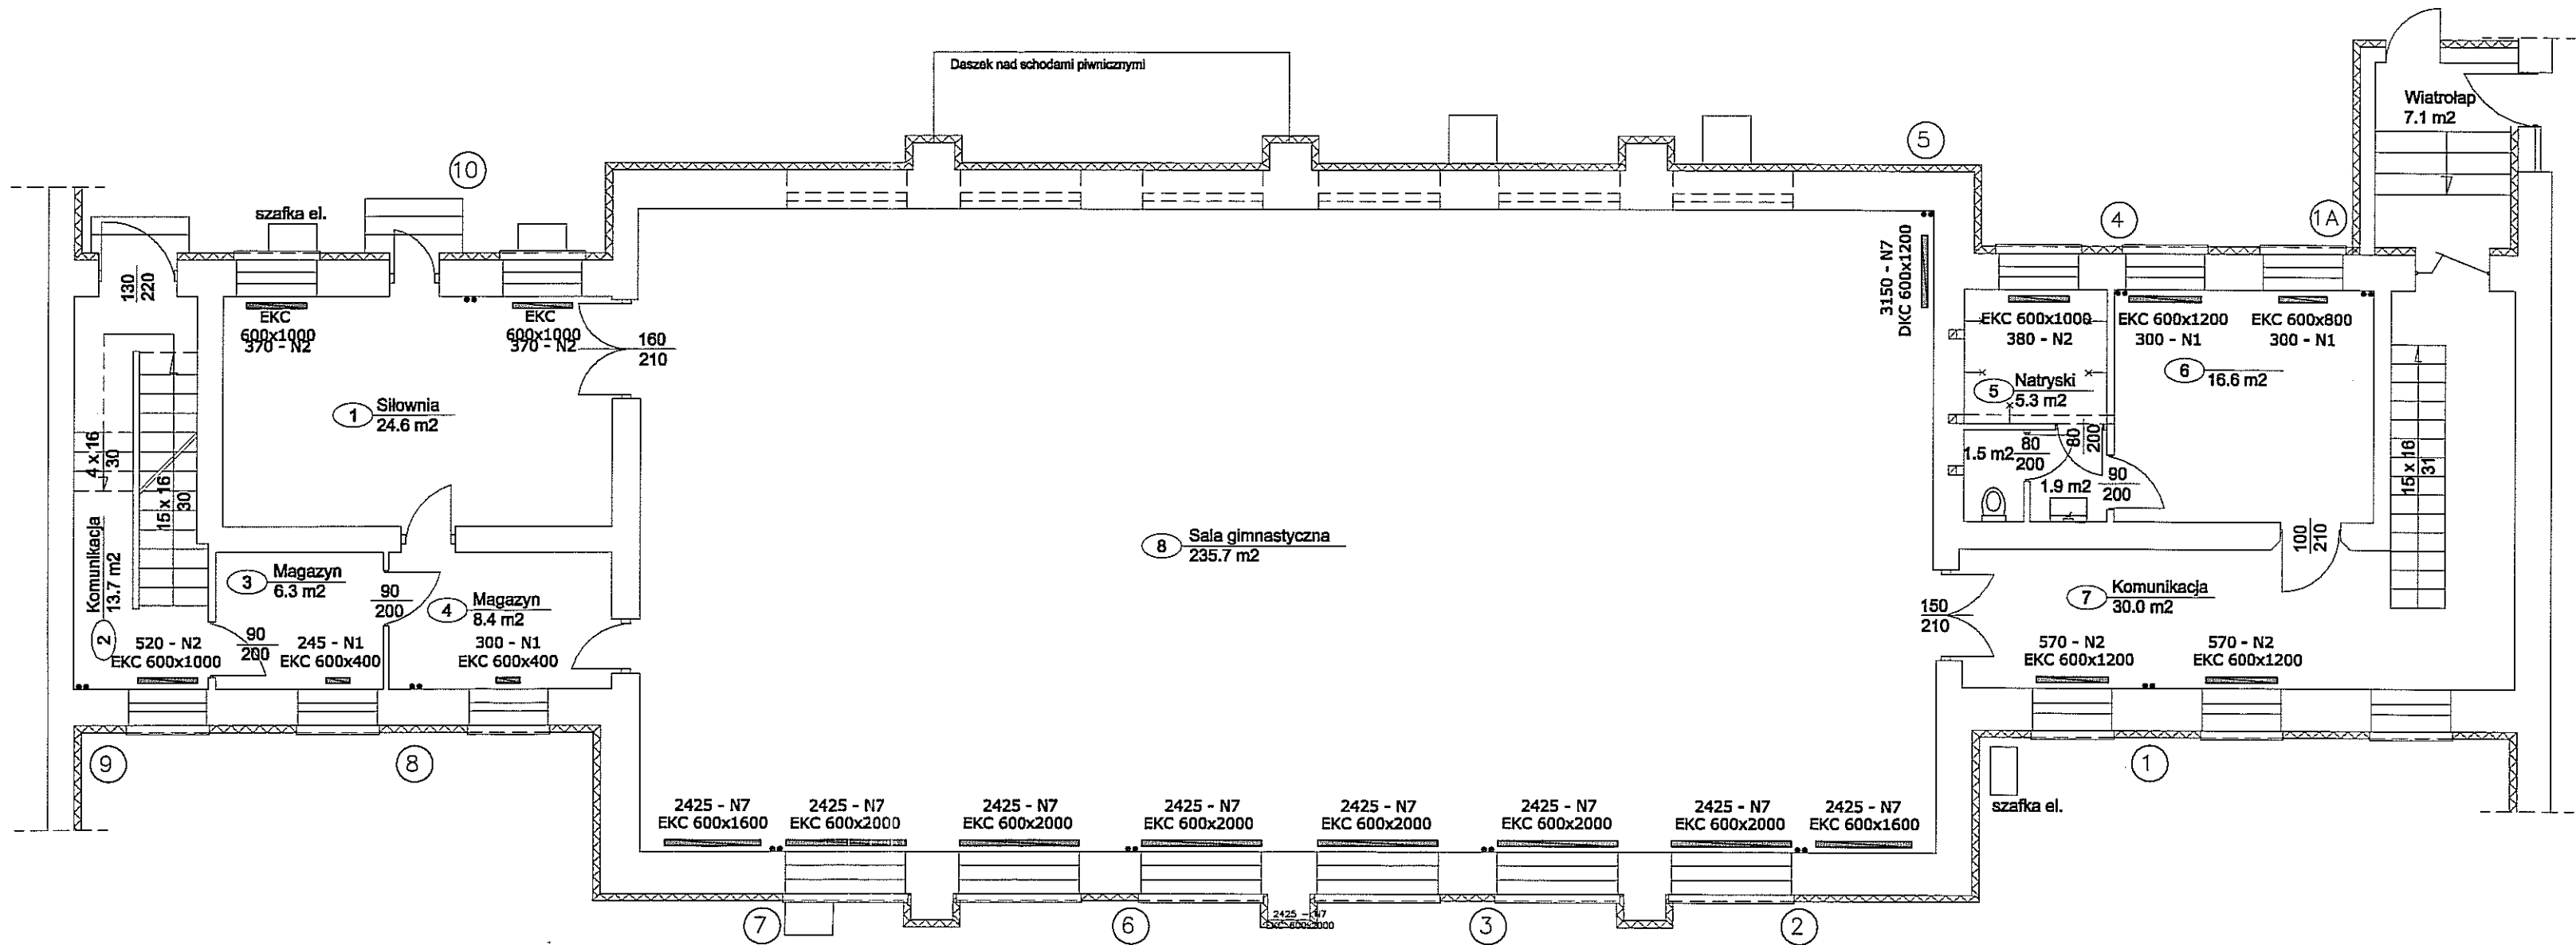 Daszek nad schodami piwnicznymi
Wiatrołap
7.1 m2
5
10
4
1A
szafka el.
130
220
EKC
600x1000
370 - N2
EKC
600x1000
370 - N2
160
210
3150 - N7
DKC 600x1200
EKC 600x1000
380 - N2
EKC 600x1200
300 - N1
EKC 600x800
300 - N1
1 Siłownia
24.6 m2
5 Natryski
5.3 m2
6
16.6 m2
4 x 16
30
15 x 16
30
80
200
1.5 m2
80
200
1.9 m2
90
200
15 x 16
31
8 Sala gimnastyczna
235.7 m2
100
210
2 Komunikacja
13.7 m2
3 Magazyn
6.3 m2
90
200
4 Magazyn
8.4 m2
7 Komunikacja
30.0 m2
150
210
520 - N2
EKC 600x1000
90
200
245 - N1
EKC 600x400
300 - N1
EKC 600x400
570 - N2
EKC 600x1200
570 - N2
EKC 600x1200
9
8
1
szafka el.
2425 - N7
EKC 600x1600
2425 - N7
EKC 600x2000
2425 - N7
EKC 600x2000
2425 - N7
EKC 600x2000
2425 - N7
EKC 600x2000
2425 - N7
EKC 600x2000
2425 - N7
EKC 600x2000
2425 - N7
EKC 600x1600
7
6
2425 - N7
EKC 600x2000
3
2